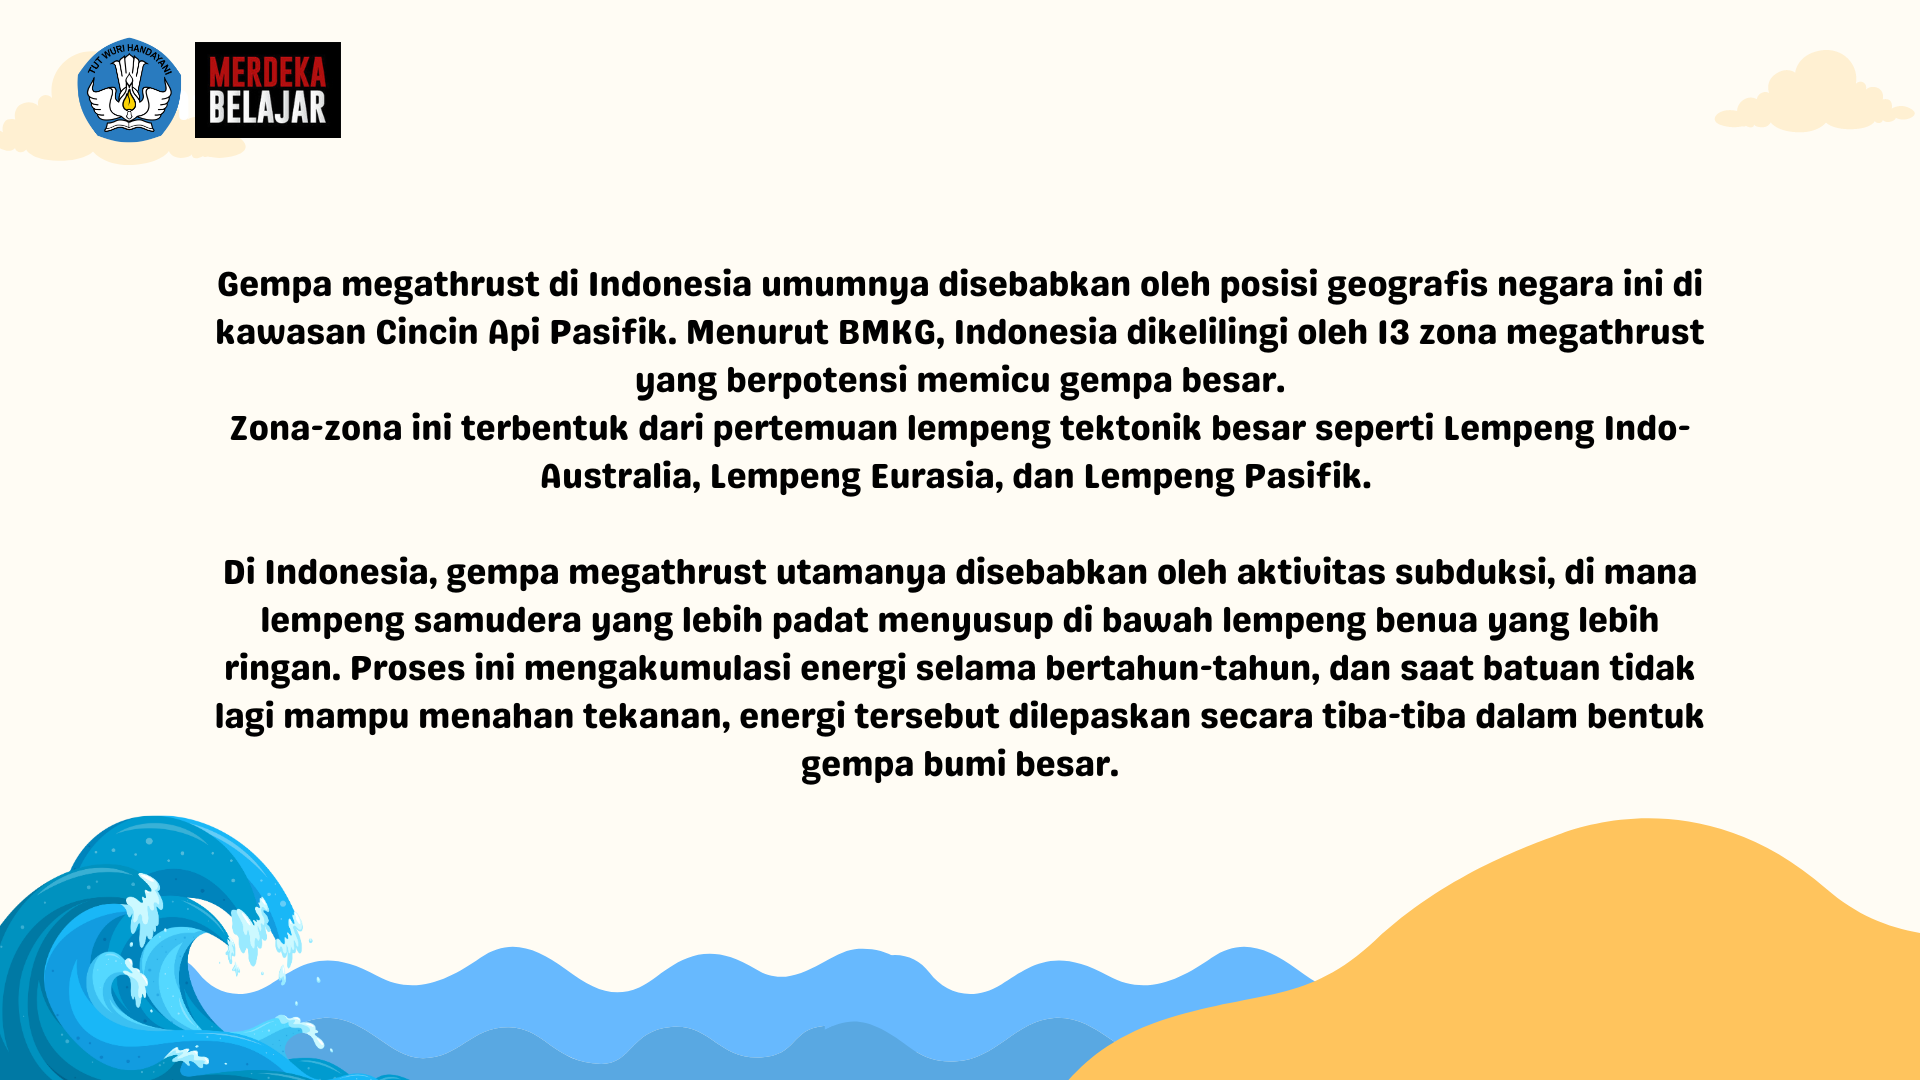 TUT WURI HANDAYANI
MERDEKA
BELAJAR
Gempa megathrust di Indonesia umumnya disebabkan oleh posisi geografis negara ini di
kawasan Cincin Api Pasifik. Menurut BMKG, Indonesia dikelilingi oleh 13 zona megathrust
yang berpotensi memicu gempa besar.
Zona-zona ini terbentuk dari pertemuan lempeng tektonik besar seperti Lempeng Indo-
Australia, Lempeng Eurasia, dan Lempeng Pasifik.
Di Indonesia, gempa megathrust utamanya disebabkan oleh aktivitas subduksi, di mana
lempeng samudera yang lebih padat menyusup di bawah lempeng benua yang lebih
ringan. Proses ini mengakumulasi energi selama bertahun-tahun, dan saat batuan tidak
lagi mampu menahan tekanan, energi tersebut dilepaskan secara tiba-tiba dalam bentuk
gempa bumi besar.